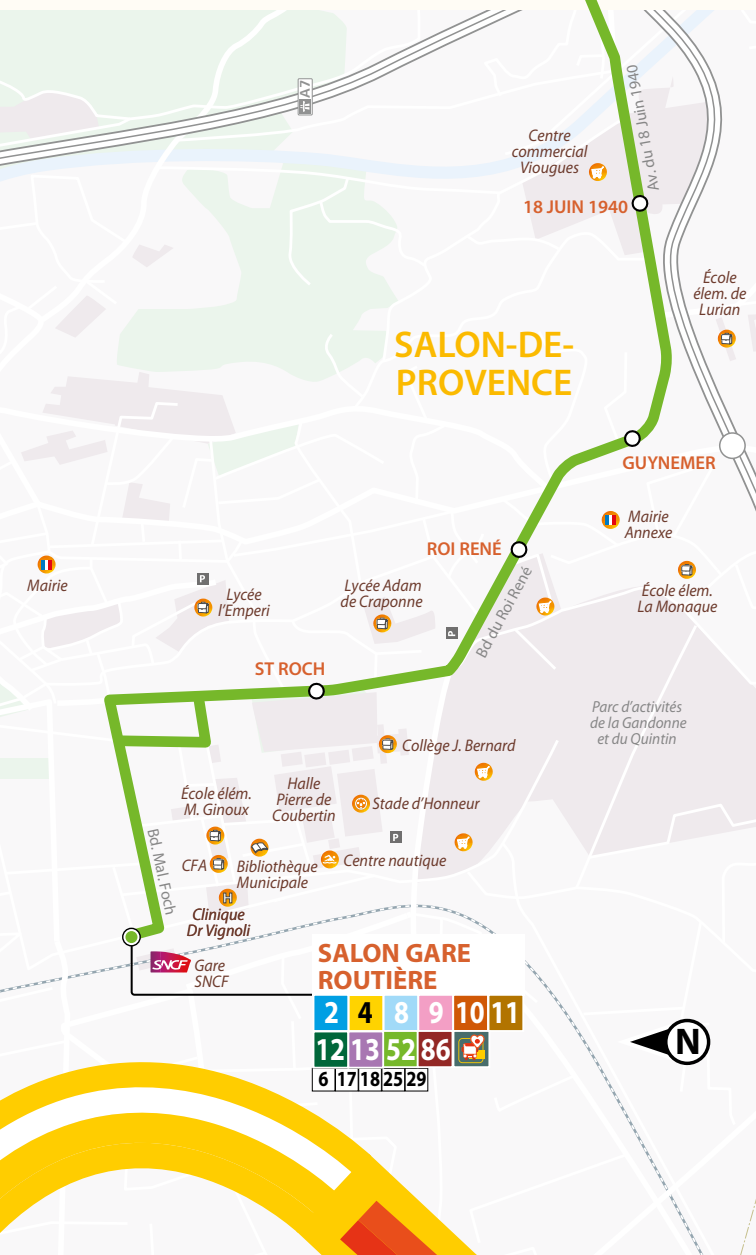 A7
Av. du 18 Juin 1940
Centre
commercial
Viougues
18 JUIN 1940
École
élem. de
Lurian
SALON-DE-
PROVENCE
GUYNEMER
Mairie
Annexe
ROI RENÉ
Bd du Roi René
École élem.
La Monaque
Mairie
P
Lycée
l'Emperi
Lycée Adam
de Craponne
P
ST ROCH
Parc d'activités
de la Gandonne
et du Quintin
Collège J. Bernard
École élém.
M. Ginoux
Halle
Pierre de
Coubertin
Stade d'Honneur
P
Bd. Mal. Foch
CFA
Bibliothèque
Municipale
Centre nautique
H
Clinique
Dr Vignoli
SNCF
Gare
SNCF
SALON GARE
ROUTIÈRE
2 4 8 9 10 11
12 13 52 86
6 17 18 25 29
N